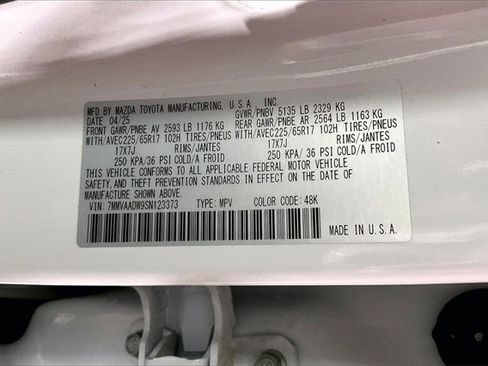 MFD. BY MAZDA TOYOTA MANUFACTURING, U.S.A., INC.
DATE 04/25 GVWR/PNBV 5135 LB 2329 KG
FRONT GAWR/PNBE AV 2593 LB 1176 KG REAR GAWR/PNBE AR 2564 LB 1163 KG
WITH/AVEC225/65R17 102H TIRES/PNEUS WITH/AVEC225/65R17 102H TIRES/PNEUS
17X7J RIMS/JANTES 17X7J RIMS/JANTES
250 KPA/36 PSI COLD/A FROID 250 KPA/36 PSI COLD/A FROID
THIS VEHICLE CONFORMS TO ALL APPLICABLE FEDERAL MOTOR VEHICLE
SAFETY, AND THEFT PREVENTION STANDARDS IN EFFECT ON THE DATE OF
MANUFACTURE SHOWN ABOVE
VIN: 7MMVAADW9SN123373 TYPE: MPV COLOR CODE: 48K
MADE IN U.S.A.